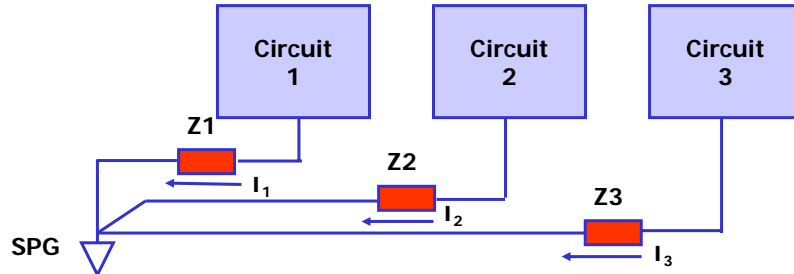 Circuit
1
Circuit
2
Circuit
3
Z1
I₁
Z2
I₂
Z3
I₃
SPG